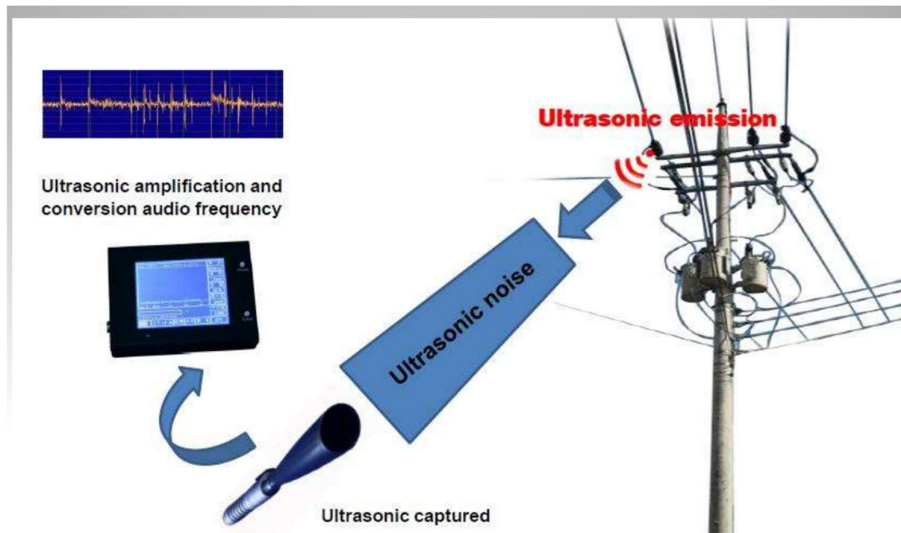 Ultrasonic emission
Ultrasonic amplification and
conversion audio frequency
Ultrasonic noise
Ultrasonic captured